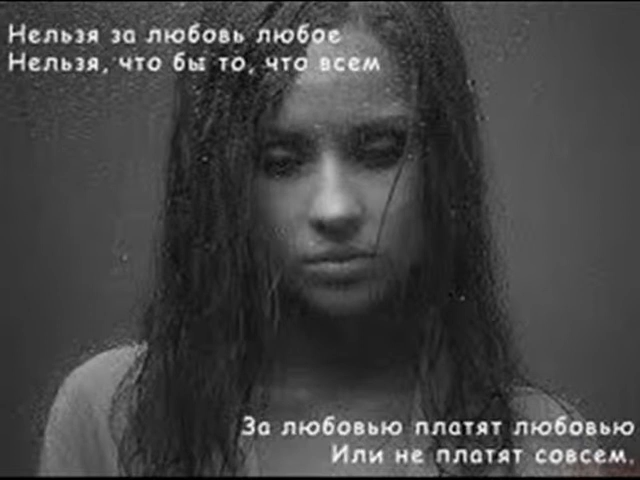 Нельзя за любовь любое
Нельзя, что бы то, что всем
За любовью платят любовью
Или не платят совсем.